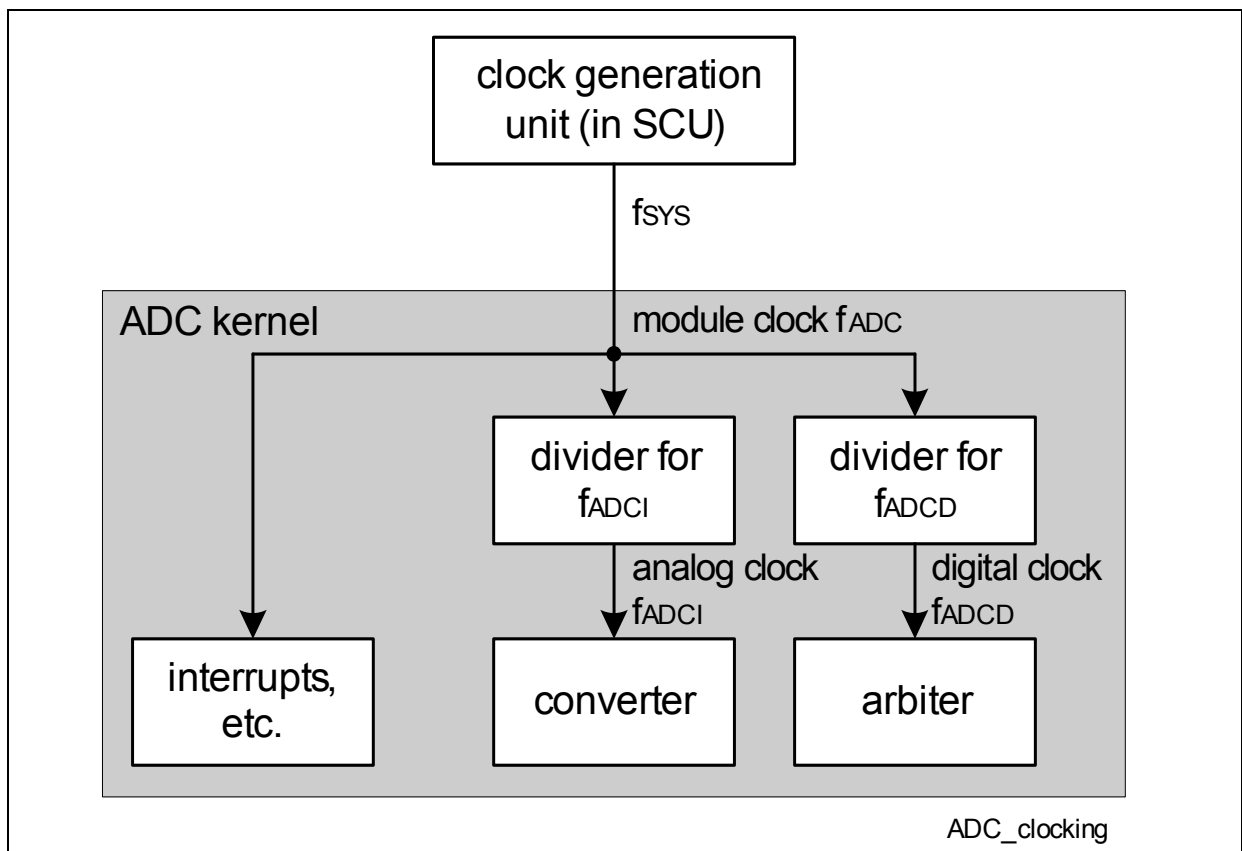 clock generation
unit (in SCU)
fSYS
ADC kernel
module clock fADC
divider for
fADCI
divider for
fADCD
analog clock
fADCI
digital clock
fADCD
interrupts,
etc.
converter
arbiter
ADC_clocking